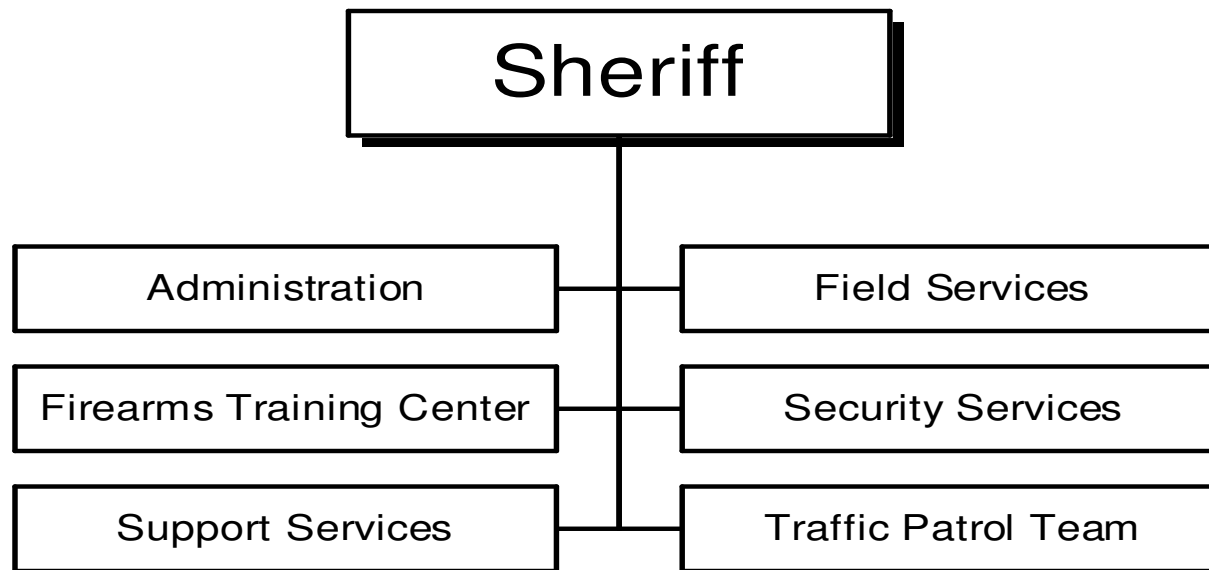 Sheriff
Administration
Field Services
Firearms Training Center
Security Services
Support Services
Traffic Patrol Team